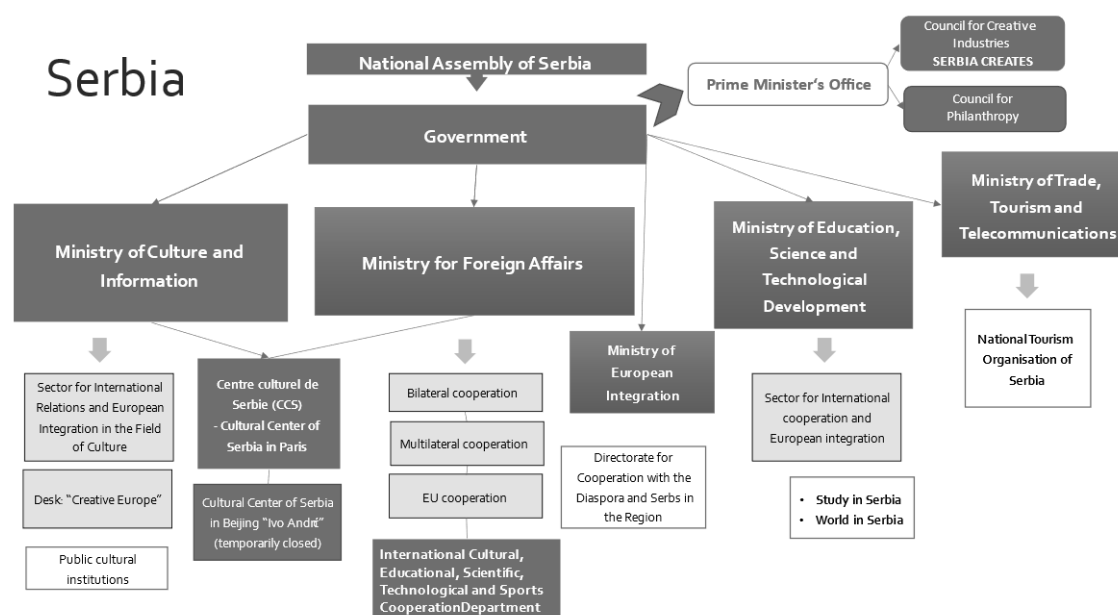 Serbia
National Assembly of Serbia
Government
Prime Minister's Office
Council for Creative
Industries
SERBIA CREATES
Council for
Philanthropy
Ministry of Culture and
Information
Ministry for Foreign Affairs
Ministry of Education,
Science and
Technological
Development
Ministry of Trade,
Tourism and
Telecommunications
Sector for International
Relations and European
Integration in the Field
of Culture
Desk: "Creative Europe"
Public cultural
institutions
Centre culturel de
Serbie (CCS)
- Cultural Center of
Serbia in Paris
Cultural Center of Serbia
in Beijing "Ivo Andrić"
(temporarily closed)
Bilateral cooperation
Multilateral cooperation
EU cooperation
International Cultural,
Educational, Scientific,
Technological and Sports
CooperationDepartment
Ministry of
European
Integration
Directorate for
Cooperation with the
Diaspora and Serbs in
the Region
Sector for International
cooperation and
European integration
• Study in Serbia
• World in Serbia
National Tourism
Organisation of
Serbia